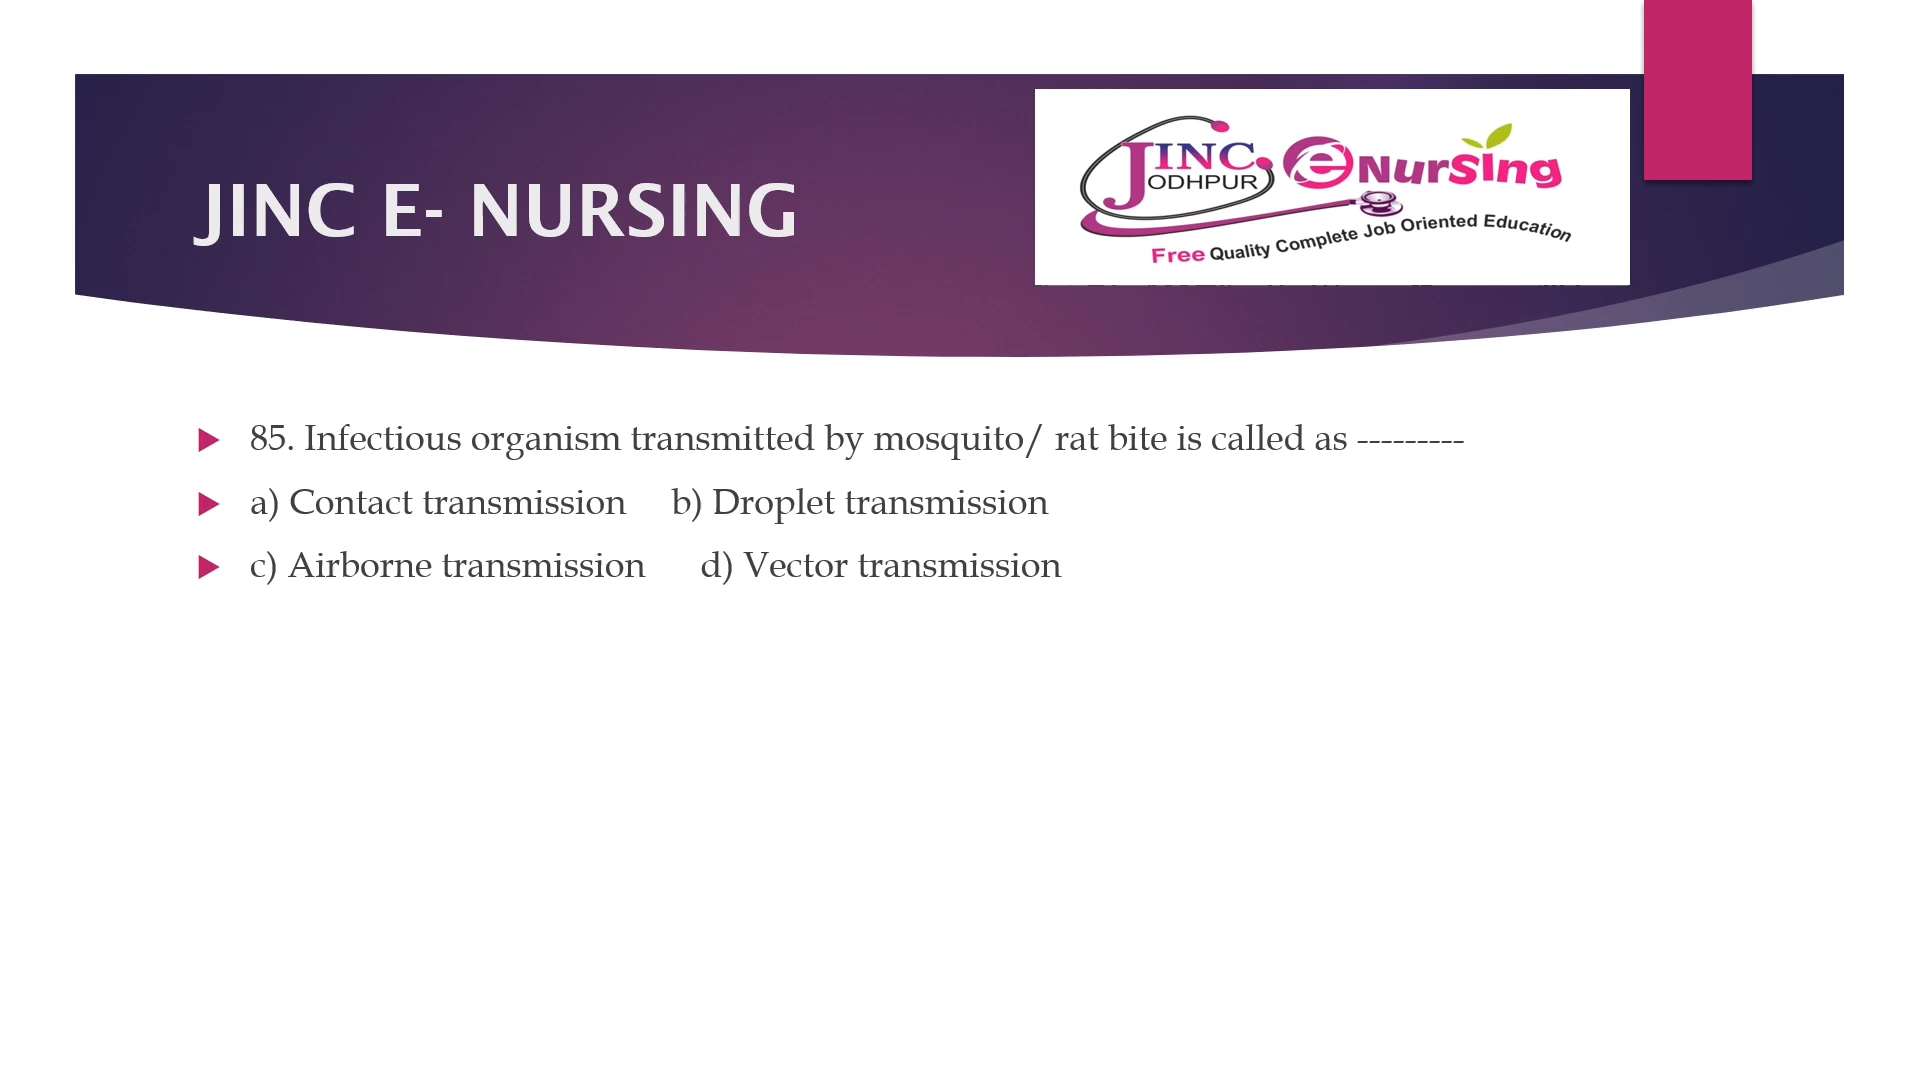 JINC E- NURSING
JINC
ODHPUR
eNursing
Free Quality Complete Job Oriented Education
85. Infectious organism transmitted by mosquito/ rat bite is called as ---------
a) Contact transmission b) Droplet transmission
c) Airborne transmission d) Vector transmission